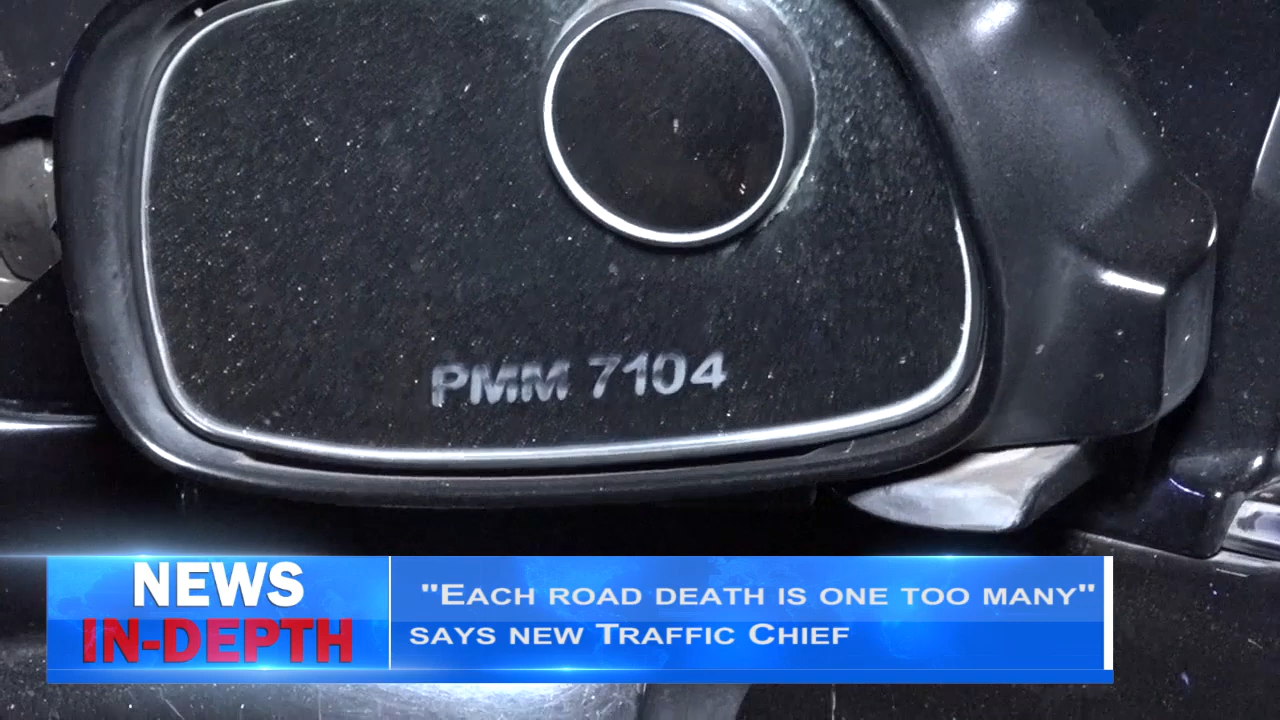 PMM 7104
NEWS
IN-DEPTH
"EACH ROAD DEATH IS ONE TOO MANY"
SAYS NEW TRAFFIC CHIEF